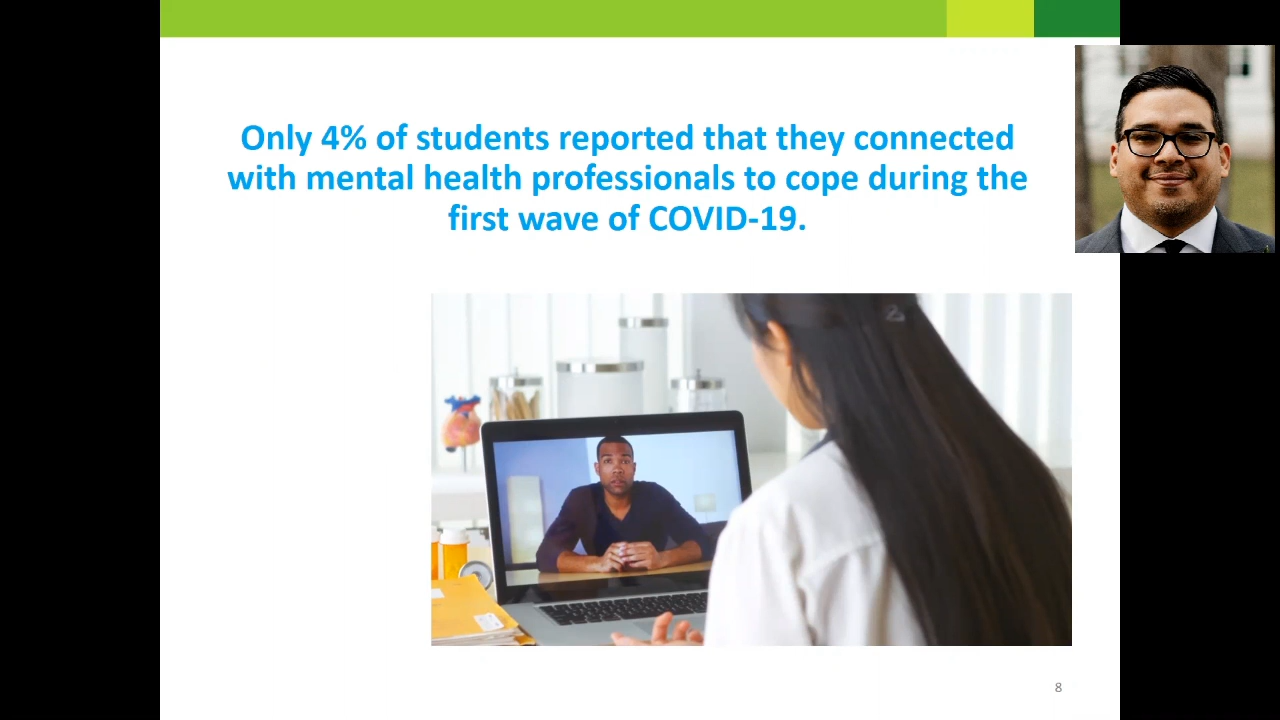 Only 4% of students reported that they connected
with mental health professionals to cope during the
first wave of COVID-19.
8